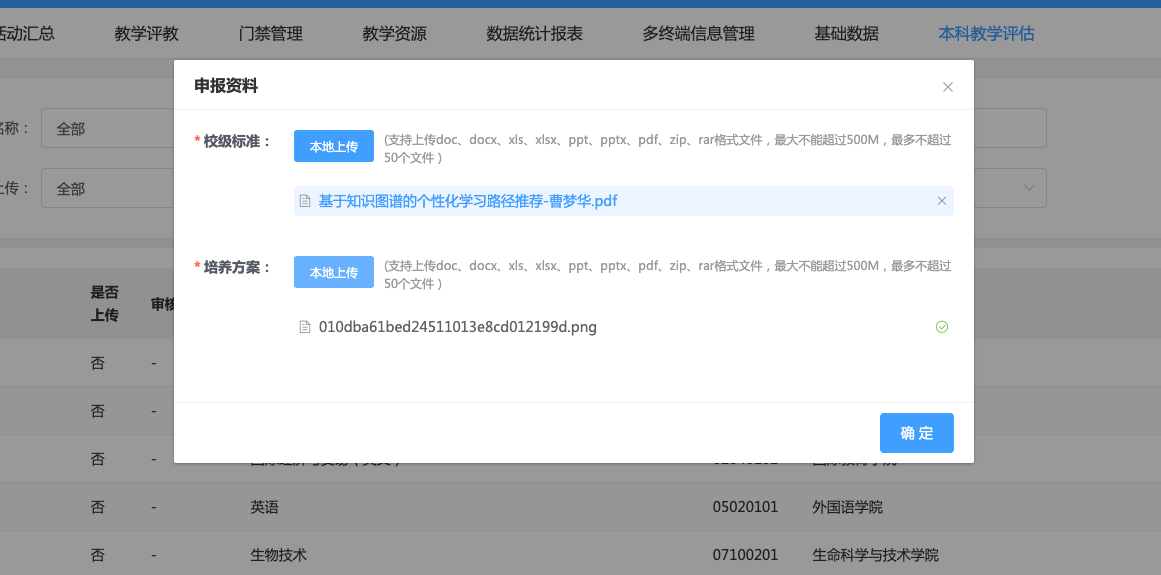 活动汇总 教学评教 门禁管理 教学资源 数据统计报表 多终端信息管理 基础数据 本科教学评估
申报资料
名称： 全部
* 校级标准： 本地上传 (支持上传doc、docx、xls、xlsx、ppt、pptx、pdf、zip、rar格式文件，最大不能超过500M，最多不超过
50个文件 )
上传： 全部
基于知识图谱的个性化学习路径推荐-曹梦华.pdf
* 培养方案： 本地上传 (支持上传doc、docx、xls、xlsx、ppt、pptx、pdf、zip、rar格式文件，最大不能超过500M，最多不超过
50个文件 )
是否
上传 审核
010dba61bed24511013e8cd012199d.png
否 -
否 -
确 定
否 -
否 - 英语 05020101 外国语学院
否 - 生物技术 07100201 生命科学与技术学院